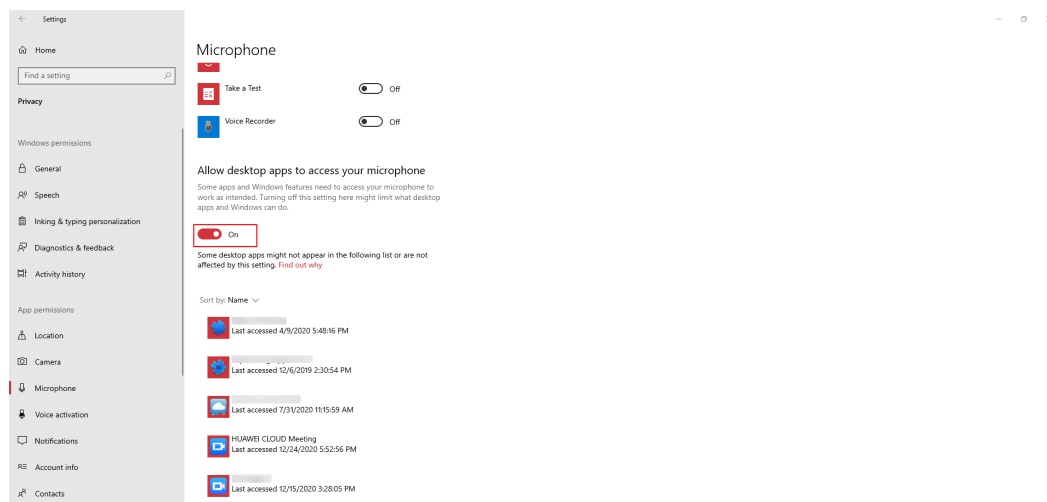 Settings
Home
Find a setting
Privacy
Windows permissions
General
Speech
Inking & typing personalization
Diagnostics & feedback
Activity history
App permissions
Location
Camera
Microphone
Voice activation
Notifications
Account info
Contacts
Microphone
Take a Test Off
Voice Recorder Off
Allow desktop apps to access your microphone
Some apps and Windows features need to access your microphone to
work as intended. Turning off this setting here might limit what desktop
apps and Windows can do.
On
Some desktop apps might not appear in the following list or are not
affected by this setting. Find out why
Sort by: Name
Last accessed 4/9/2020 5:48:16 PM
Last accessed 12/6/2019 2:30:54 PM
Last accessed 7/31/2020 11:15:59 AM
HUAWEI CLOUD Meeting
Last accessed 12/24/2020 5:52:56 PM
Last accessed 12/15/2020 3:28:05 PM